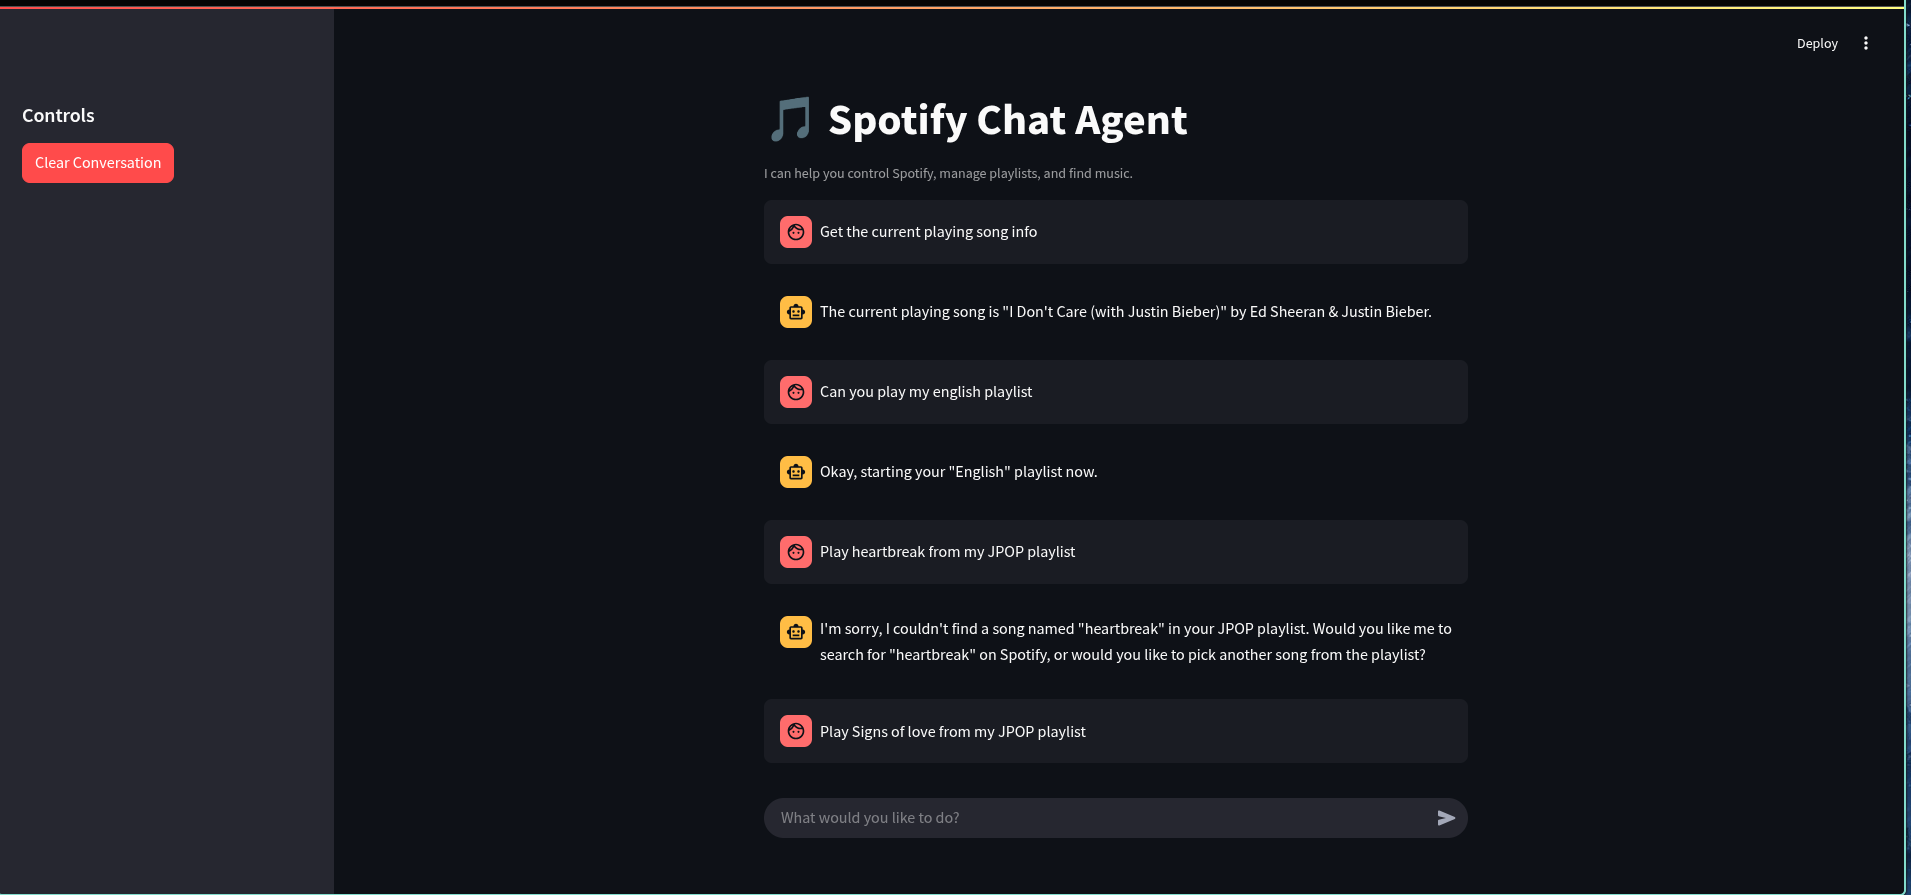 Deploy
Controls
Clear Conversation
Spotify Chat Agent
I can help you control Spotify, manage playlists, and find music.
Get the current playing song info
The current playing song is "I Don't Care (with Justin Bieber)" by Ed Sheeran & Justin Bieber.
Can you play my english playlist
Okay, starting your "English" playlist now.
Play heartbreak from my JPOP playlist
I'm sorry, I couldn't find a song named "heartbreak" in your JPOP playlist. Would you like me to
search for "heartbreak" on Spotify, or would you like to pick another song from the playlist?
Play Signs of love from my JPOP playlist
What would you like to do?